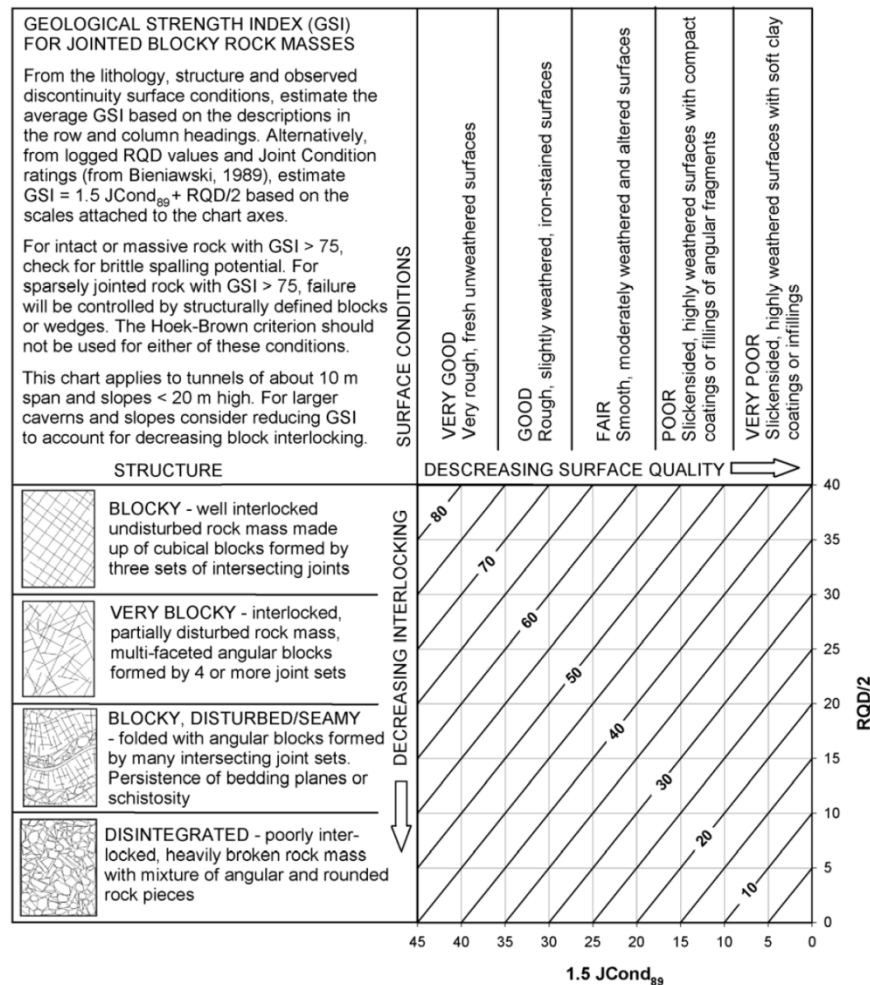 GEOLOGICAL STRENGTH INDEX (GSI)
FOR JOINTED BLOCKY ROCK MASSES
From the lithology, structure and observed
discontinuity surface conditions, estimate the
average GSI based on the descriptions in
the row and column headings. Alternatively,
from logged RQD values and Joint Condition
ratings (from Bieniawski, 1989), estimate
GSI = 1.5 JCond89 + RQD/2 based on the
scales attached to the chart axes.
For intact or massive rock with GSI > 75,
check for brittle spalling potential. For
sparsely jointed rock with GSI > 75, failure
will be controlled by structurally defined blocks
or wedges. The Hoek-Brown criterion should
not be used for either of these conditions.
This chart applies to tunnels of about 10 m
span and slopes < 20 m high. For larger
caverns and slopes consider reducing GSI
to account for decreasing block interlocking.
SURFACE CONDITIONS
VERY GOOD
Very rough, fresh unweathered surfaces
GOOD
Rough, slightly weathered, iron-stained surfaces
FAIR
Smooth, moderately weathered and altered surfaces
POOR
Slickensided, highly weathered surfaces with compact
coatings or fillings of angular fragments
VERY POOR
Slickensided, highly weathered surfaces with soft clay
coatings or infillings
STRUCTURE
DESCREASING SURFACE QUALITY
BLOCKY - well interlocked
undisturbed rock mass made
up of cubical blocks formed by
three sets of intersecting joints
VERY BLOCKY - interlocked,
partially disturbed rock mass,
multi-faceted angular blocks
formed by 4 or more joint sets
BLOCKY, DISTURBED/SEAMY
- folded with angular blocks formed
by many intersecting joint sets.
Persistence of bedding planes or
schistosity
DISINTEGRATED - poorly inter-
locked, heavily broken rock mass
with mixture of angular and rounded
rock pieces
DECREASING INTERLOCKING
80
70
60
50
40
30
20
10
40
35
30
25
20
15
10
5
0
RQD/2
45 40 35 30 25 20 15 10 5 0
1.5 JCond89